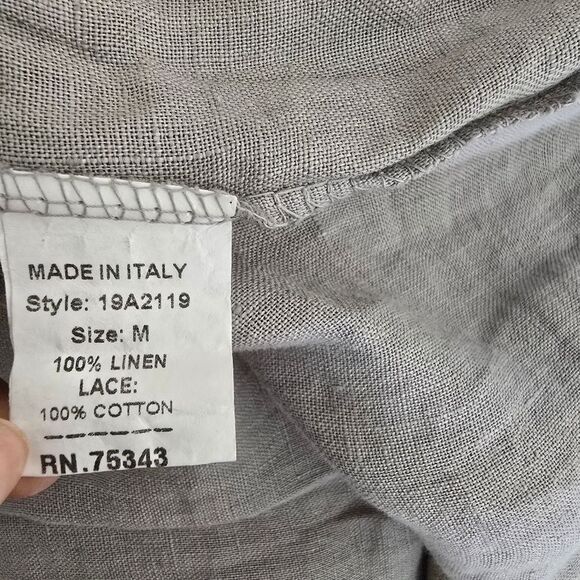 MADE IN ITALY
Style: 19A2119
Size: M
100% LINEN
LACE:
100% COTTON
RN.75343